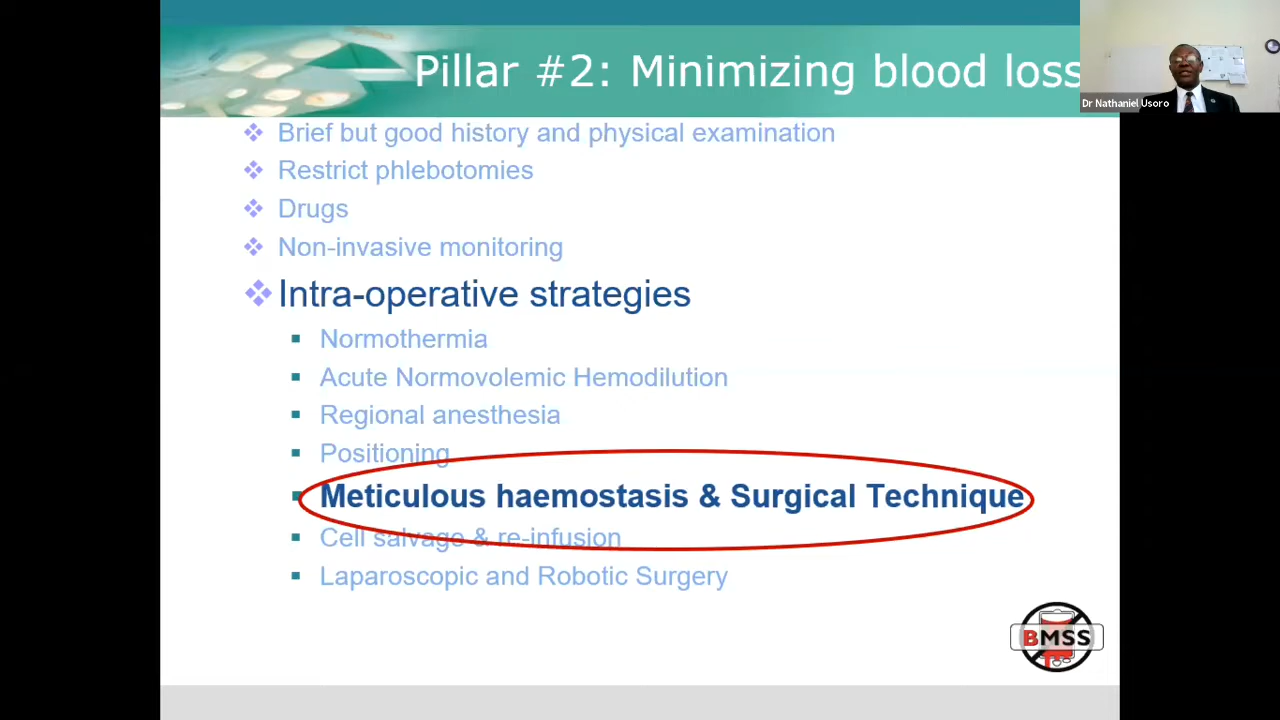 Pillar #2: Minimizing blood loss
Dr Nathaniel Usoro
Brief but good history and physical examination
Restrict phlebotomies
Drugs
Non-invasive monitoring
Intra-operative strategies
Normothermia
Acute Normovolemic Hemodilution
Regional anesthesia
Positioning
Meticulous haemostasis & Surgical Technique
Cell salvage & re-infusion
Laparoscopic and Robotic Surgery
BMSS